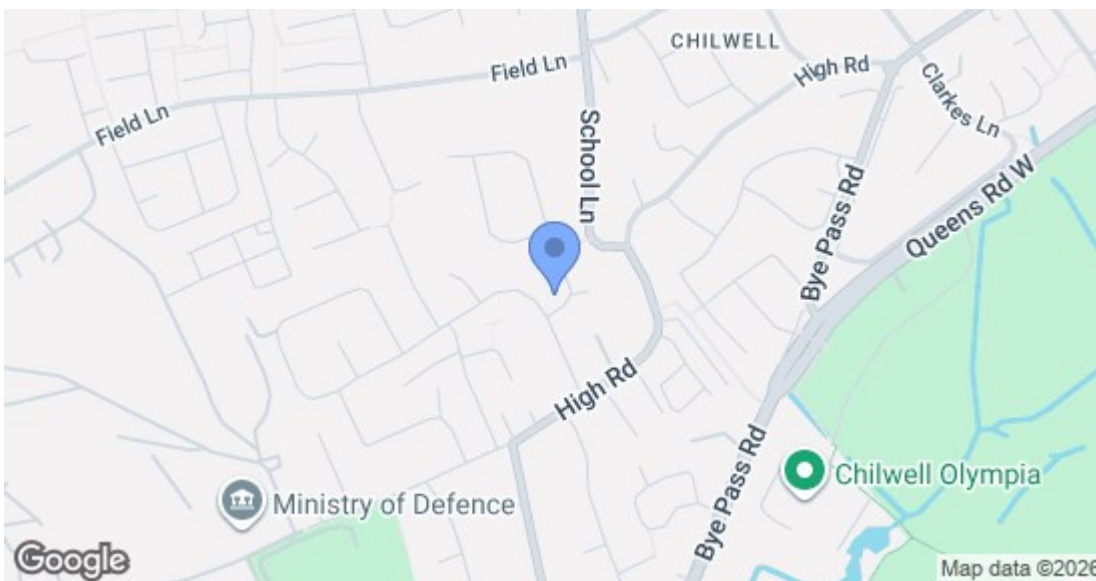 CHILWELL
Field Ln
High Rd
Field Ln
Clarkes Ln
School Ln
Queens Rd W
Bye Pass Rd
High Rd
Chilwell Olympia
Ministry of Defence
Bye Pass Rd
Google
Map data ©2026